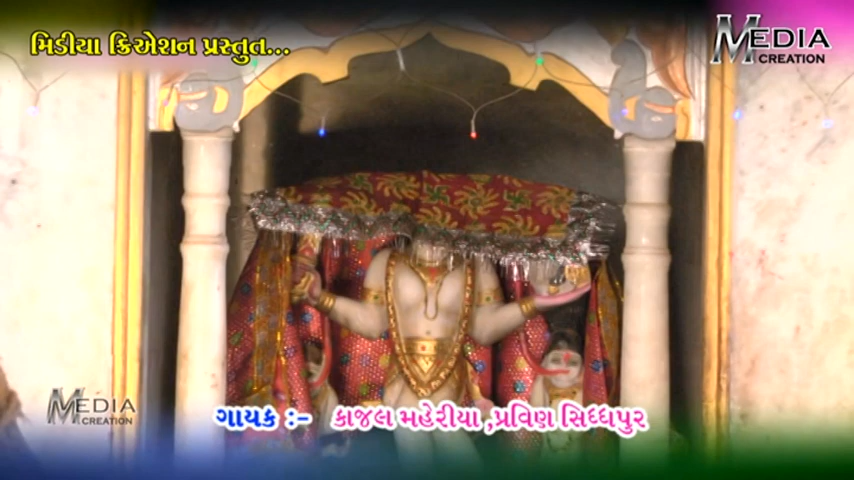 મિડીયા ક્રિએશન પ્રસ્તુત...
MEDIA
CREATION
MEDIA
CREATION
ગાયક :- કાજલ મહેરીયા ,પ્રવિણ સિધ્ધપુર